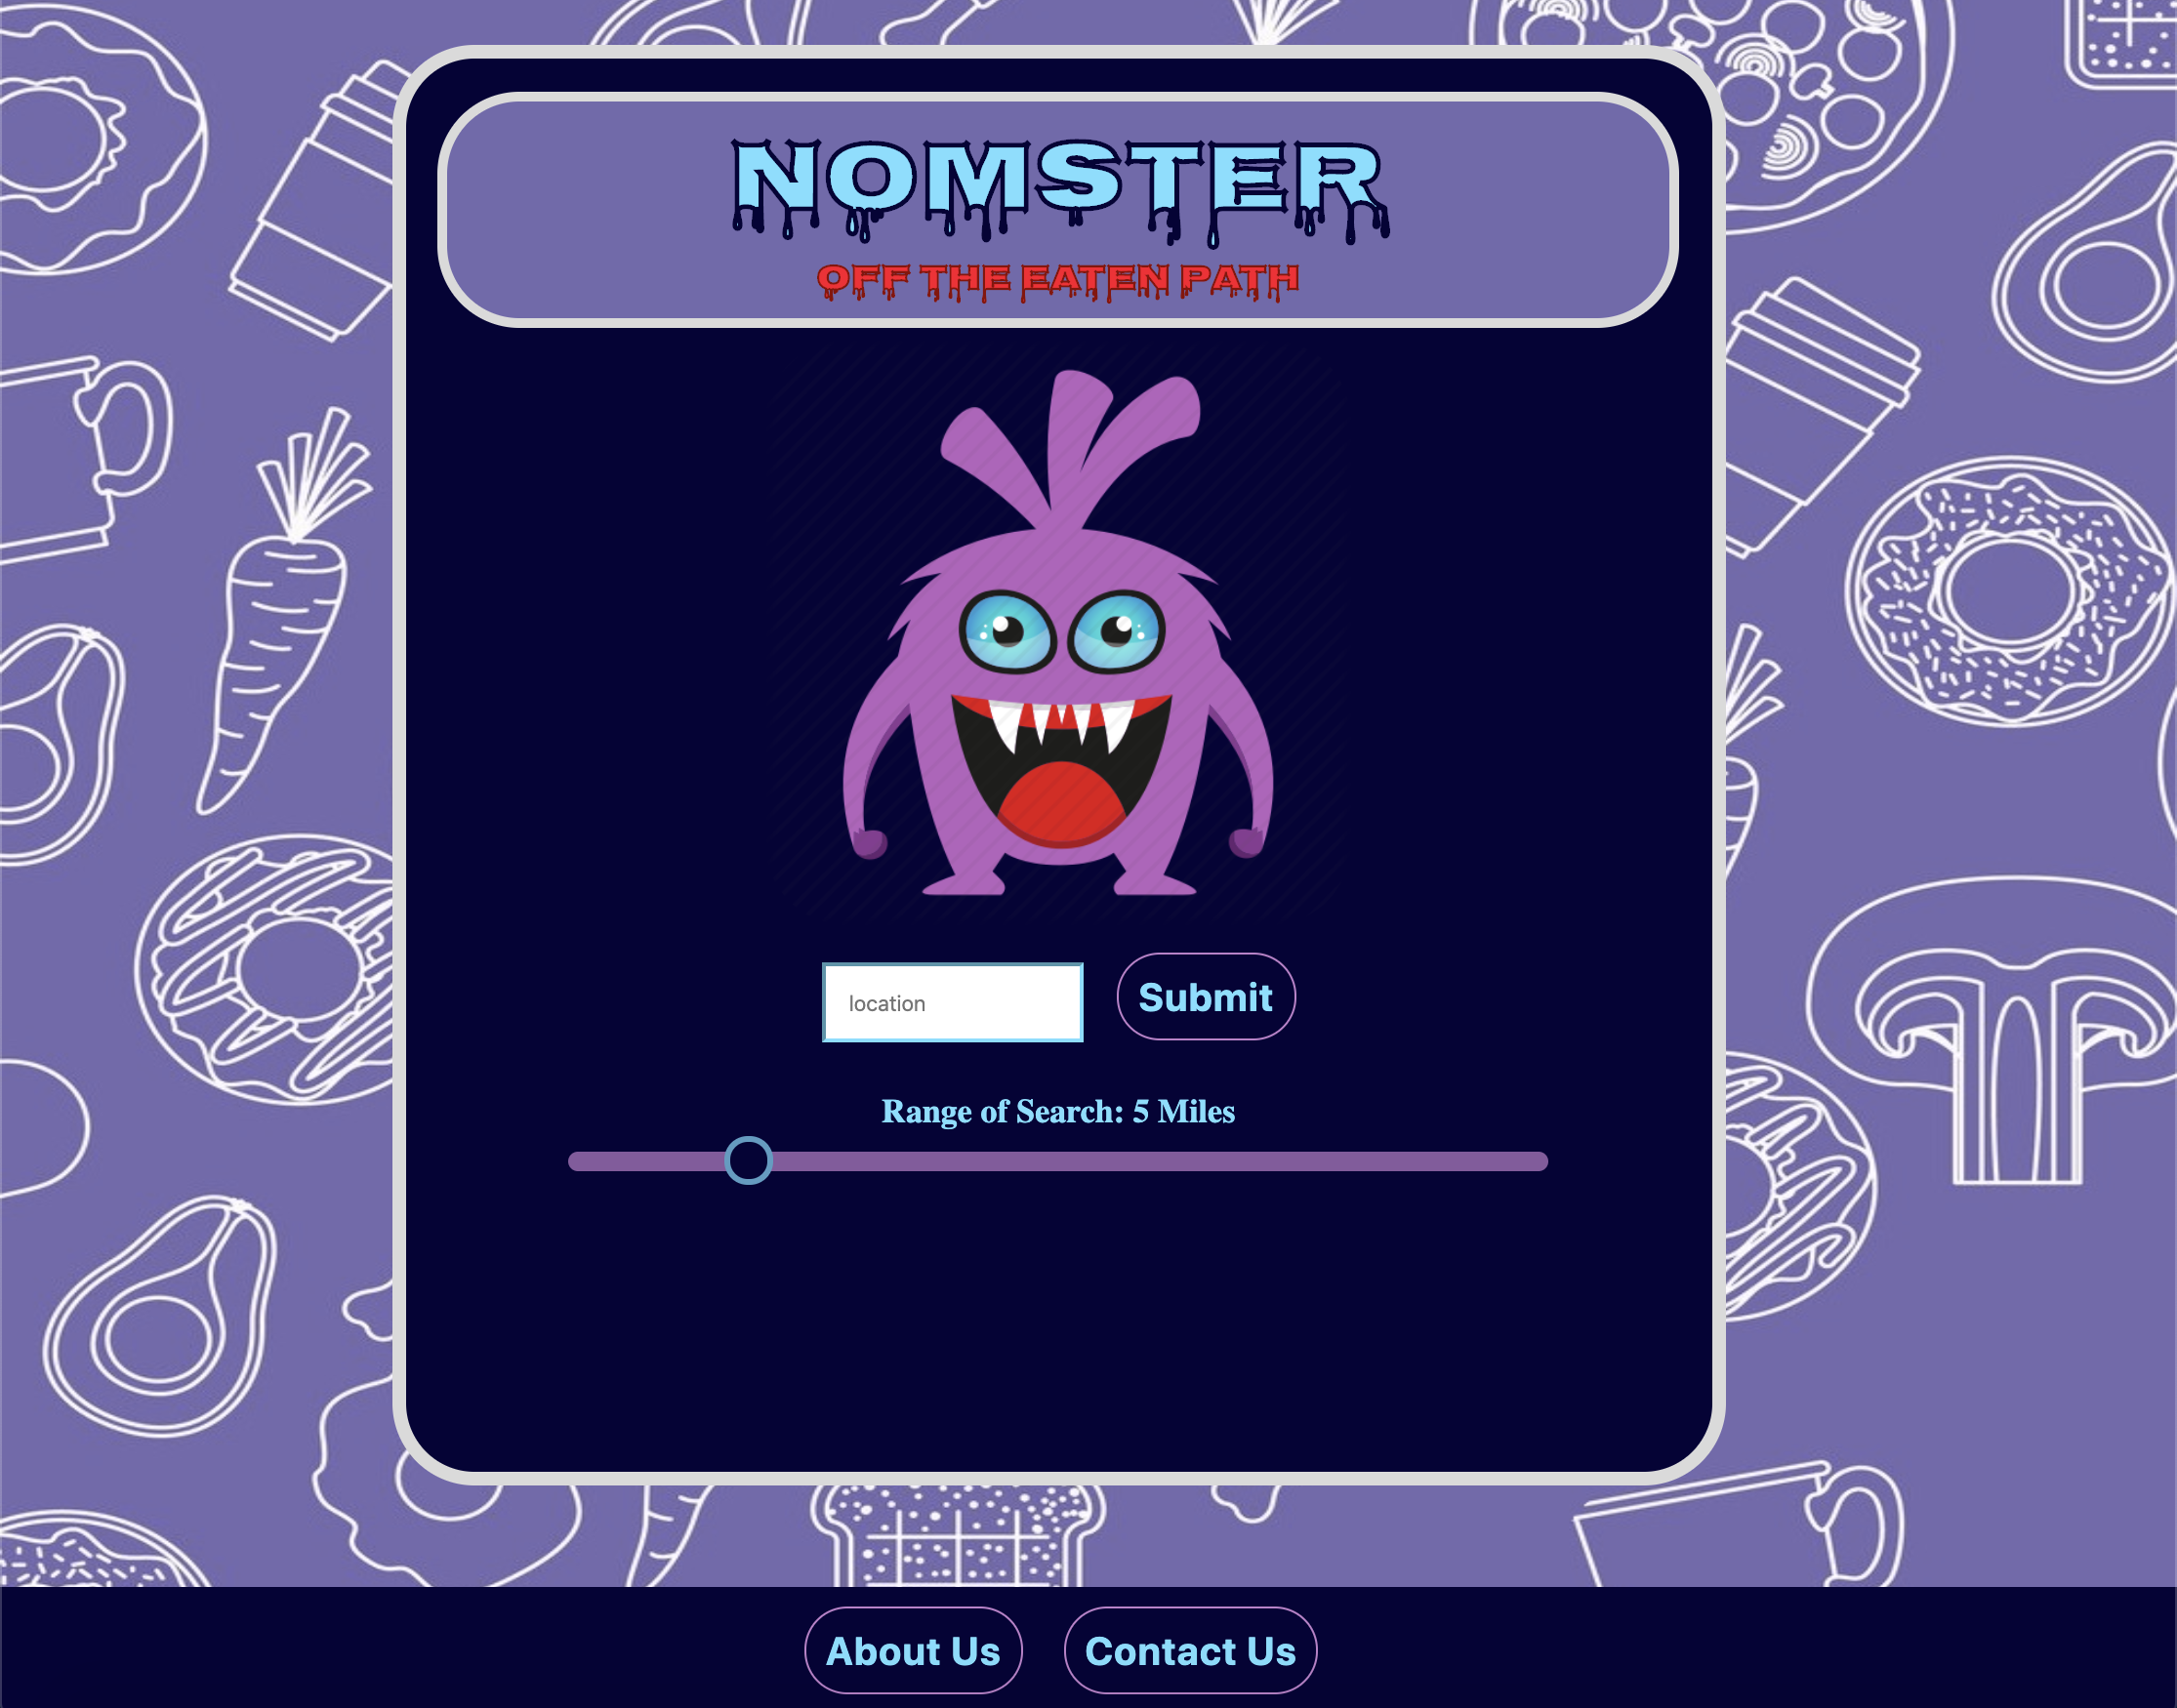 NOMSTER
OFF THE EATEN PATH
location
Submit
Range of Search: 5 Miles
About Us
Contact Us